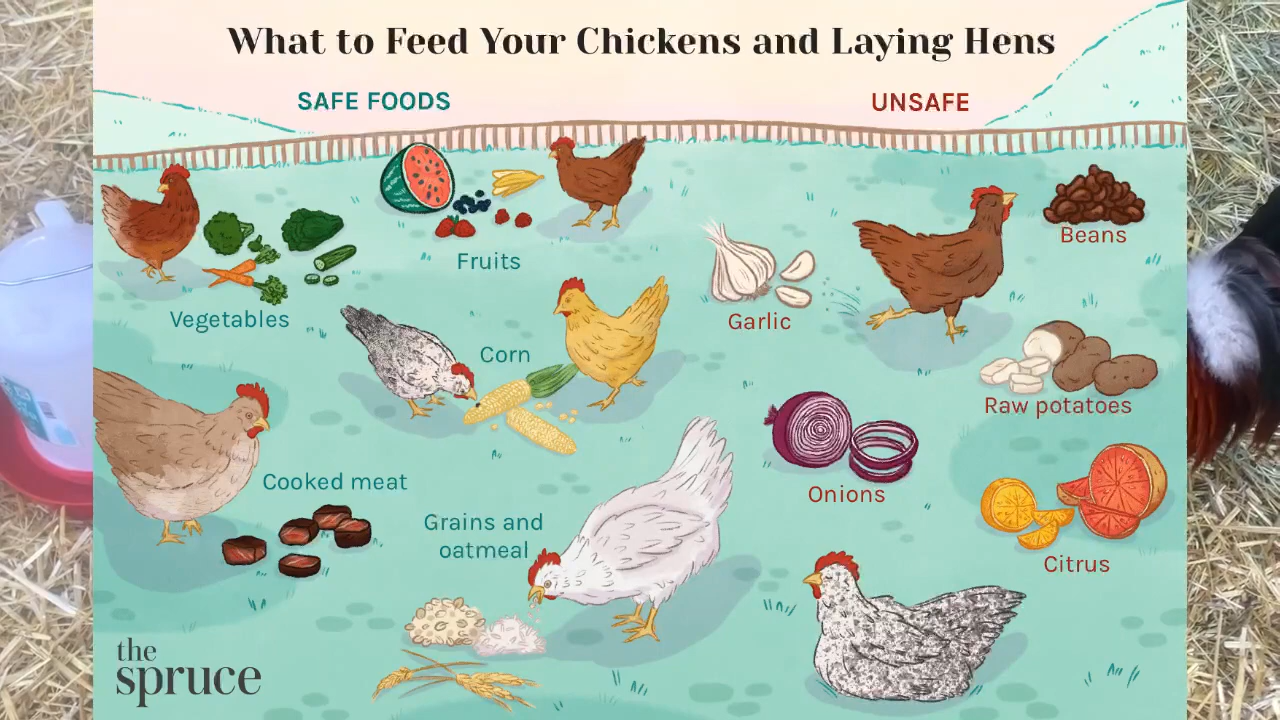 What to Feed Your Chickens and Laying Hens
SAFE FOODS
UNSAFE
Fruits
Vegetables
Corn
Cooked meat
Grains and
oatmeal
Beans
Garlic
Raw potatoes
Onions
Citrus
the
spruce